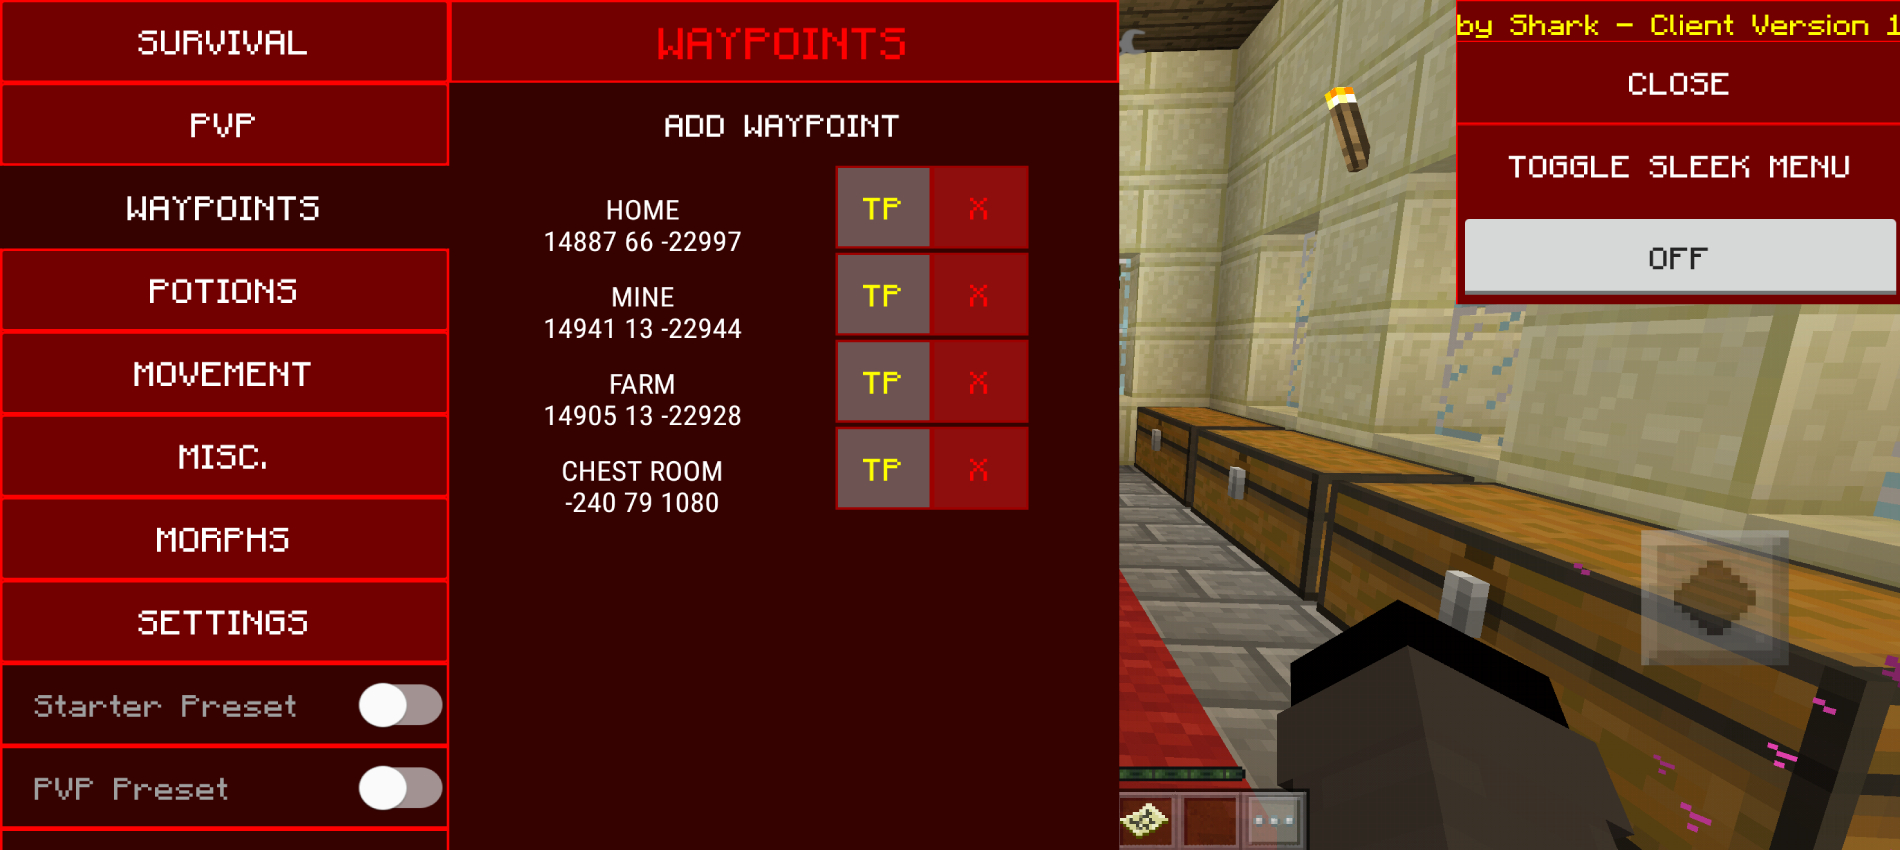 SURVIVAL
PVP
WAYPOINTS
POTIONS
MOVEMENT
MISC.
MORPHS
SETTINGS
Starter Preset
PVP Preset
WAYPOINTS
ADD WAYPOINT
HOME
14887 66 -22997
TP X
MINE
14941 13 -22944
TP X
FARM
14905 13 -22928
TP X
CHEST ROOM
-240 79 1080
TP X
by Shark - Client Version 1
CLOSE
TOGGLE SLEEK MENU
OFF